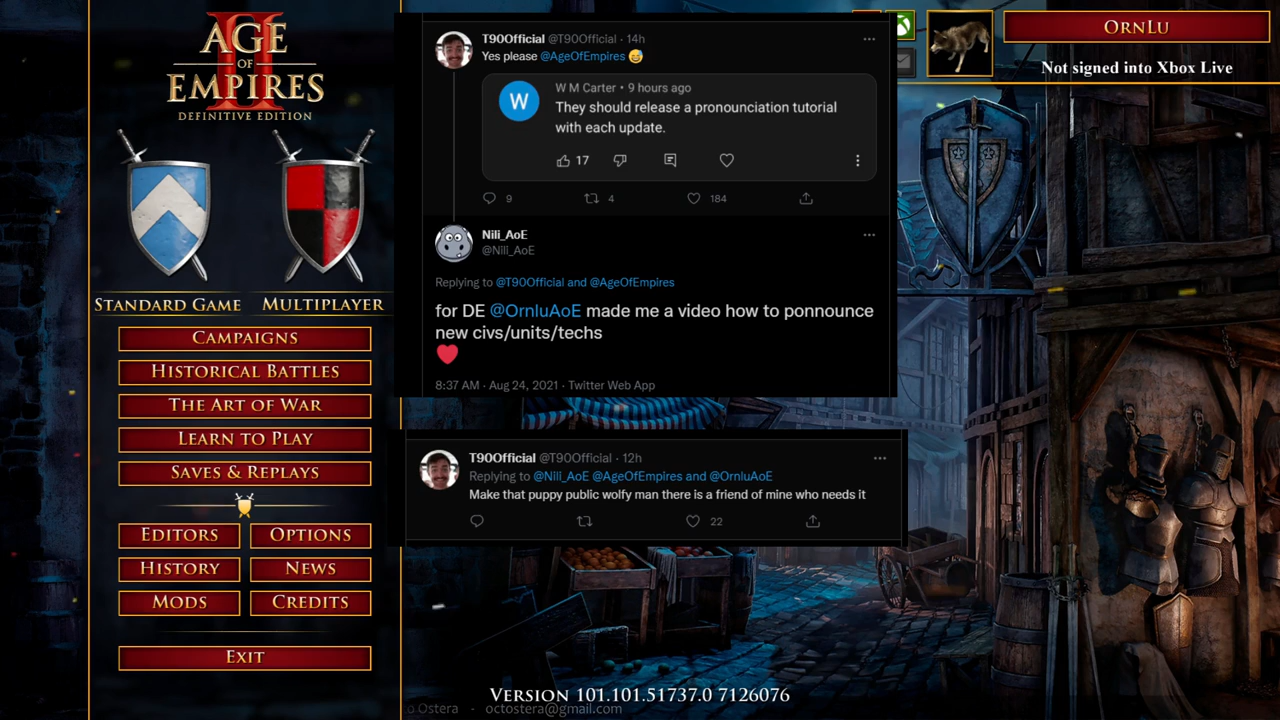 AGE
OF
EMPIRES
II
DEFINITIVE EDITION
STANDARD GAME
MULTIPLAYER
CAMPAIGNS
HISTORICAL BATTLES
THE ART OF WAR
LEARN TO PLAY
SAVES & REPLAYS
EDITORS
OPTIONS
HISTORY
NEWS
MODS
CREDITS
EXIT
T90Official @T90Official · 14h
Yes please @AgeOfEmpires
W
W M Carter • 9 hours ago
They should release a pronounciation tutorial
with each update.
17
9
4
184
Nili_AoE
@Nili_AoE
Replying to @T90Official and @AgeOfEmpires
for DE @OrnluAoE made me a video how to ponnounce
new civs/units/techs
8:37 AM · Aug 24, 2021 · Twitter Web App
T90Official @T90Official · 12h
Replying to @Nili_AoE @AgeOfEmpires and @OrnluAoE
Make that puppy public wolfy man there is a friend of mine who needs it
22
ORNLU
Not signed into Xbox Live
VERSION 101.101.51737.0 7126076
o Ostera - octostera@gmail.com